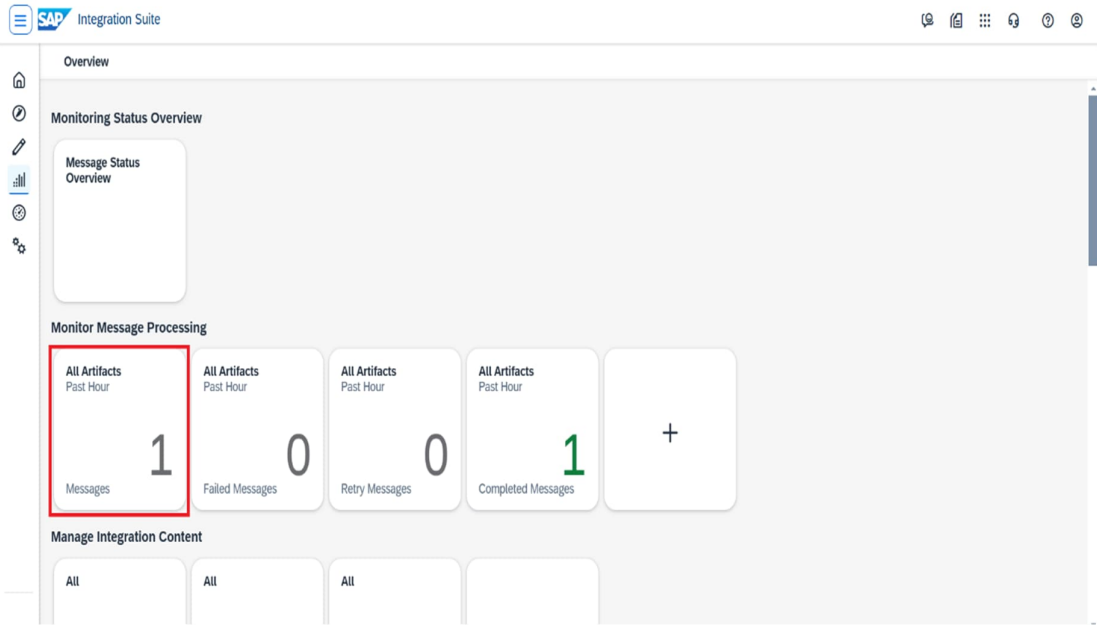 SAP Integration Suite
Overview
Monitoring Status Overview
Message Status
Overview
Monitor Message Processing
All Artifacts
Past Hour
1
Messages
All Artifacts
Past Hour
0
Failed Messages
All Artifacts
Past Hour
0
Retry Messages
All Artifacts
Past Hour
1
Completed Messages
+
Manage Integration Content
All
All
All